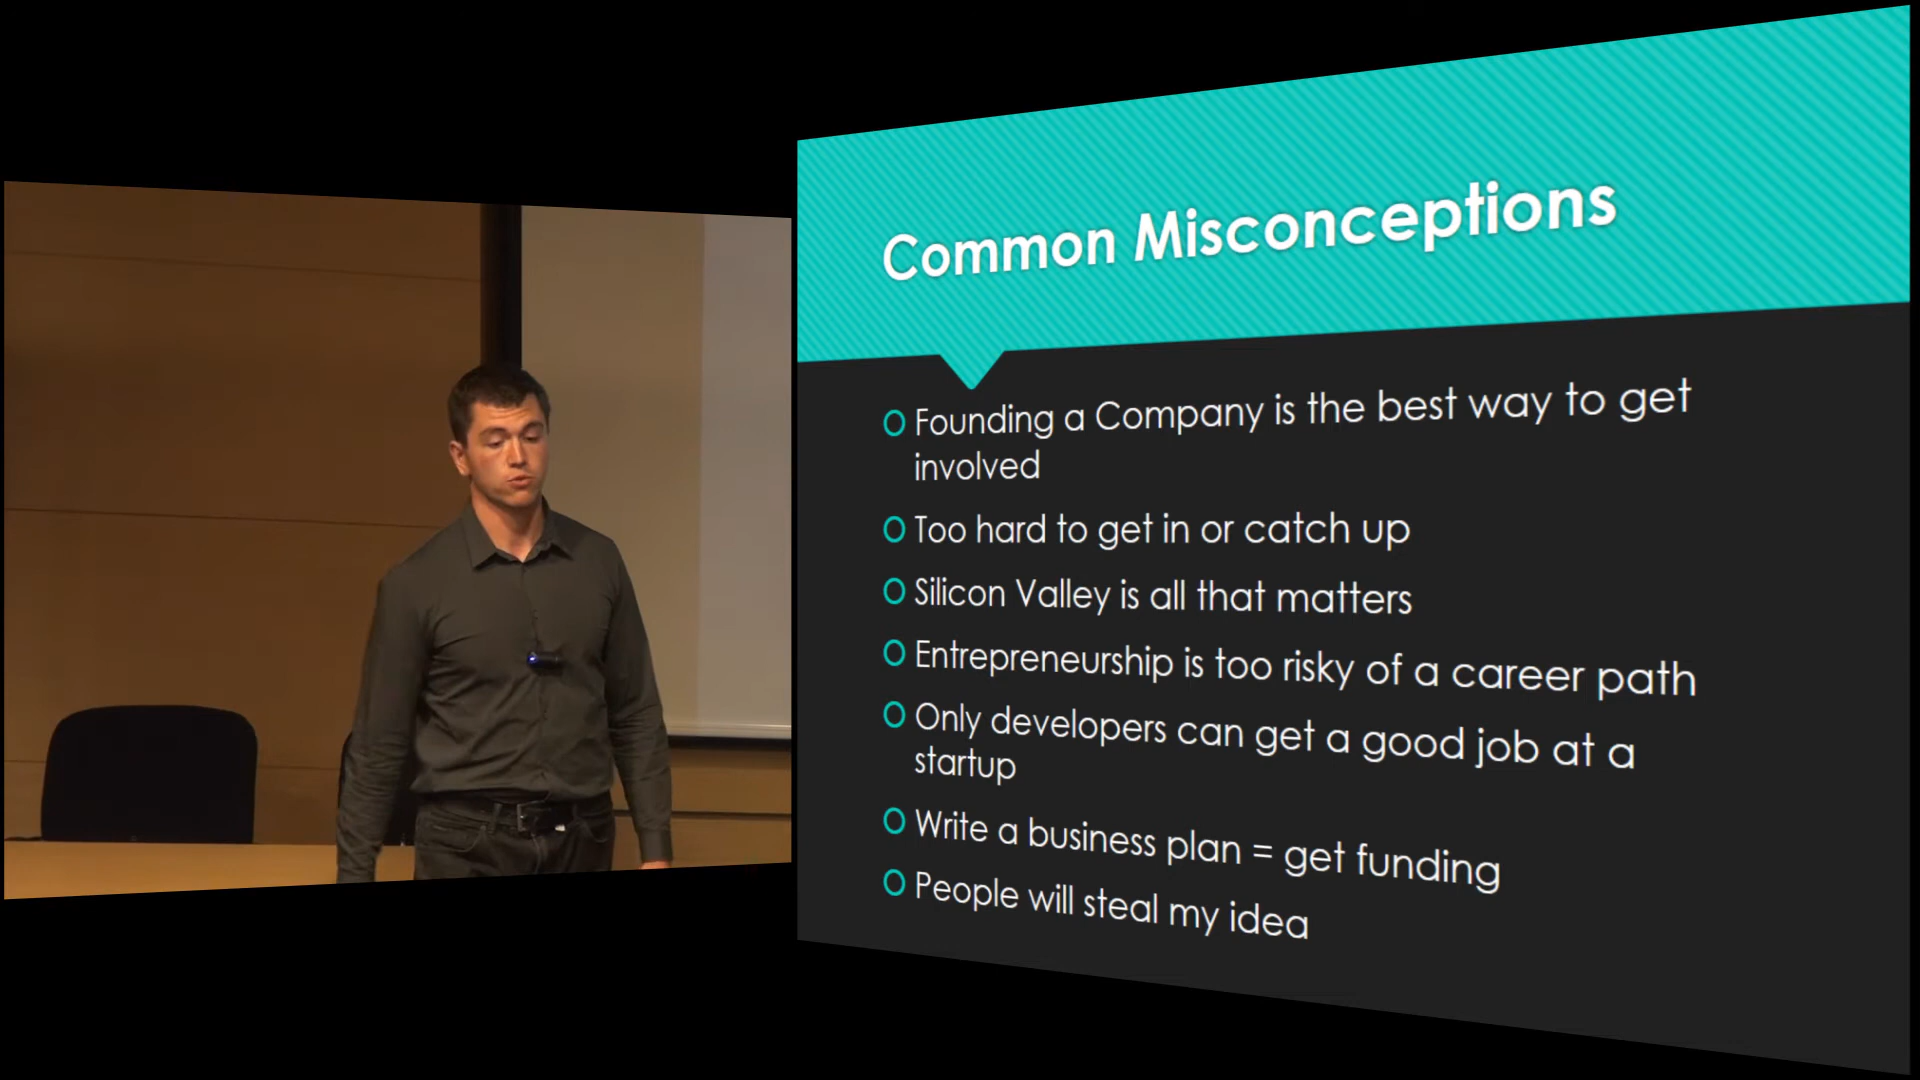 Common Misconceptions
Founding a Company is the best way to get
involved
Too hard to get in or catch up
Silicon Valley is all that matters
Entrepreneurship is too risky of a career path
Only developers can get a good job at a
startup
Write a business plan = get funding
People will steal my idea